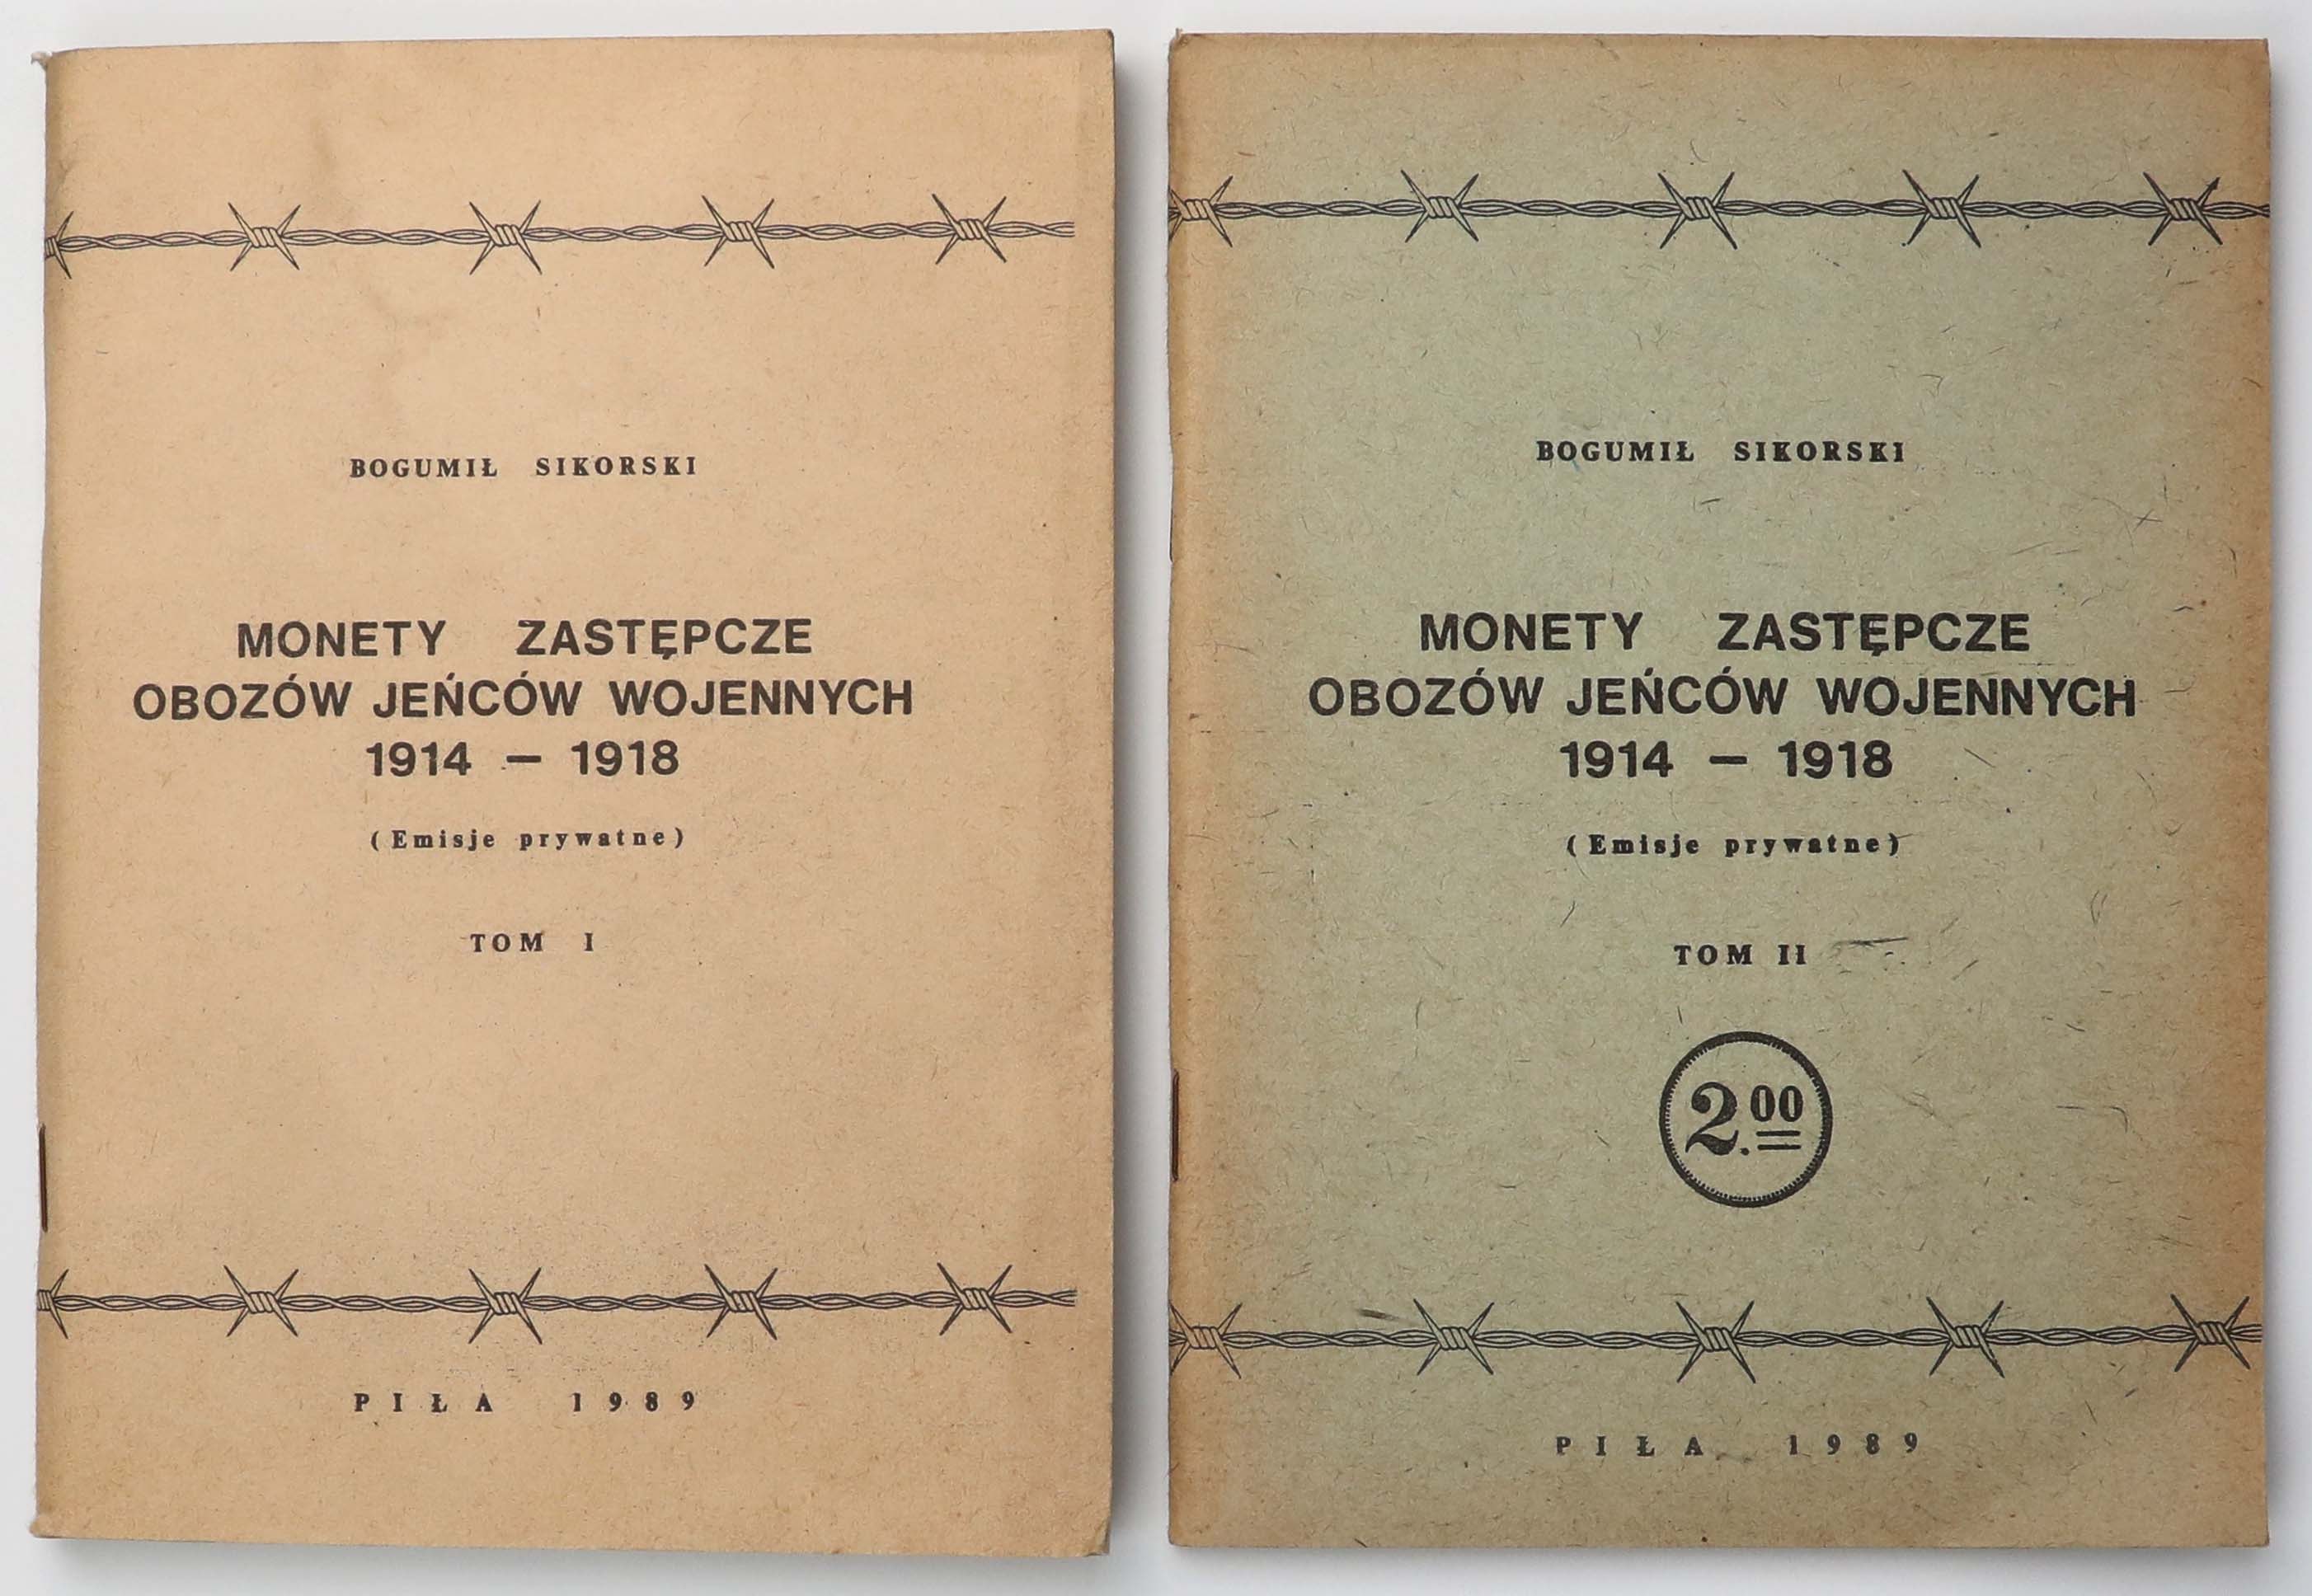 BOGUMIŁ SIKORSKI
MONETY ZASTĘPCZE
OBOZÓW JEŃCÓW WOJENNYCH
1914 — 1918
(Emisje prywatne)
TOM I
PIŁA 1989
BOGUMIŁ SIKORSKI
MONETY ZASTĘPCZE
OBOZÓW JEŃCÓW WOJENNYCH
1914 — 1918
(Emisje prywatne)
TOM II
2.00
PIŁA 1989